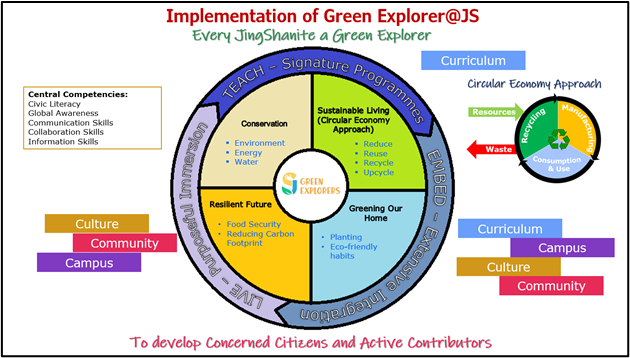 Implementation of Green Explorer@JS
Every JingShanite a Green Explorer
Curriculum
Circular Economy Approach
Resources
Waste
Recycling
Manufacturing
Consumption
& Use
Central Competencies:
Civic Literacy
Global Awareness
Communication Skills
Collaboration Skills
Information Skills
TEACH – Signature Programmes
EMBED – Extensive Integration
LIVE – Purposeful Immersion
Conservation
• Environment
• Energy
• Water
Sustainable Living
(Circular Economy
Approach)
• Reduce
• Reuse
• Recycle
• Upcycle
GREEN
EXPLORERS
Resilient Future
• Food Security
• Reducing Carbon
Footprint
Greening Our
Home
• Planting
• Eco-friendly
habits
Culture
Community
Campus
Curriculum
Campus
Culture
Community
To develop Concerned Citizens and Active Contributors